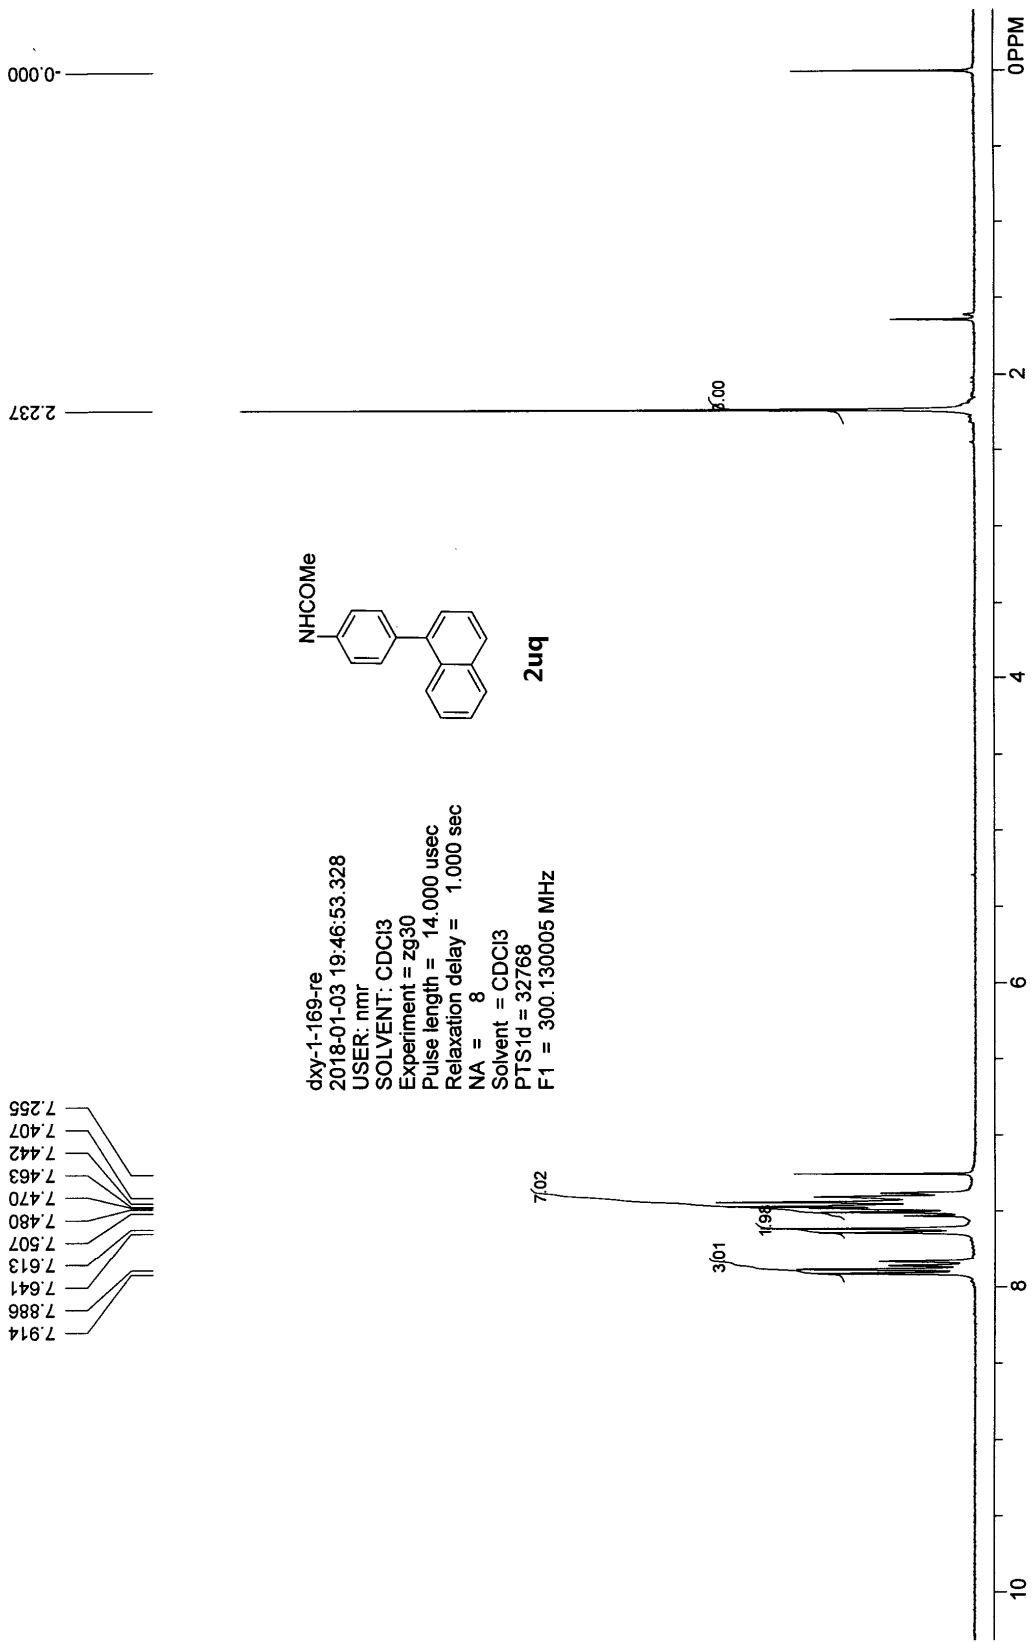 7.914
7.886
7.641
7.613
7.507
7.480
7.470
7.463
7.442
7.407
7.255
2.237
-0.000
dxy-1-169-re
2018-01-03 19:46:53.328
USER: nmr
SOLVENT: CDCl3
Experiment = zg30
Pulse length = 14.000 usec
Relaxation delay = 1.000 sec
NA = 8
Solvent = CDCl3
PTS1d = 32768
F1 = 300.130005 MHz
NHCOMe
2uq
3.01
1.98
7.02
3.00
10 8 6 4 2 0PPM